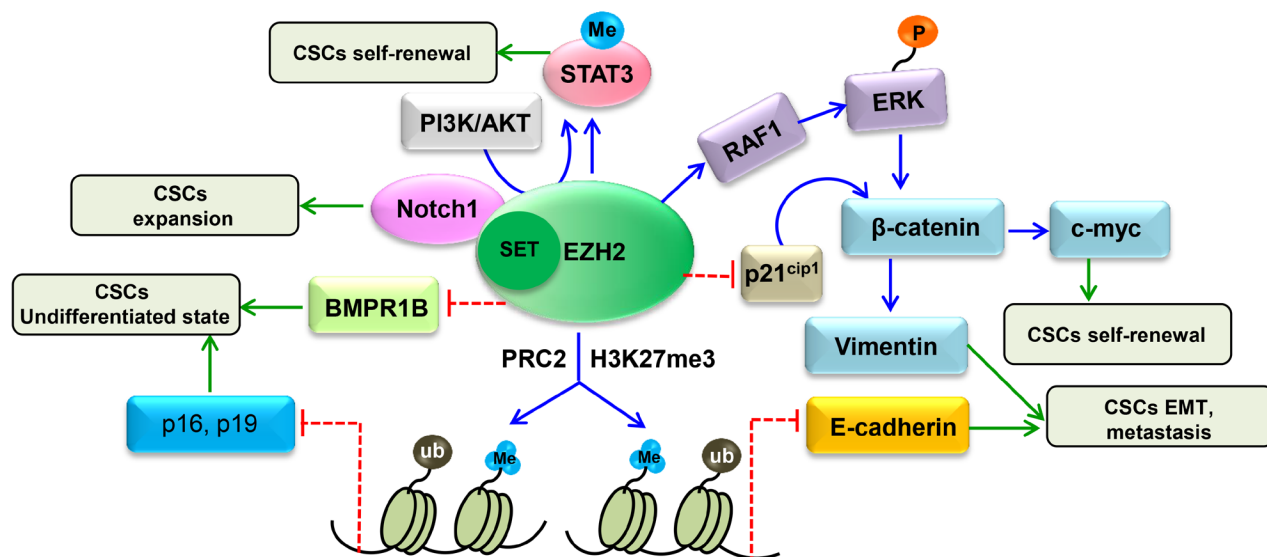 Me
CSCs self-renewal
STAT3
P
ERK
PI3K/AKT
RAF1
CSCs
expansion
Notch1
SET
EZH2
p21cip1
β-catenin
c-myc
CSCs
Undifferentiated state
BMPR1B
PRC2
H3K27me3
Vimentin
CSCs self-renewal
p16, p19
E-cadherin
CSCs EMT,
metastasis
ub
Me
Me
ub